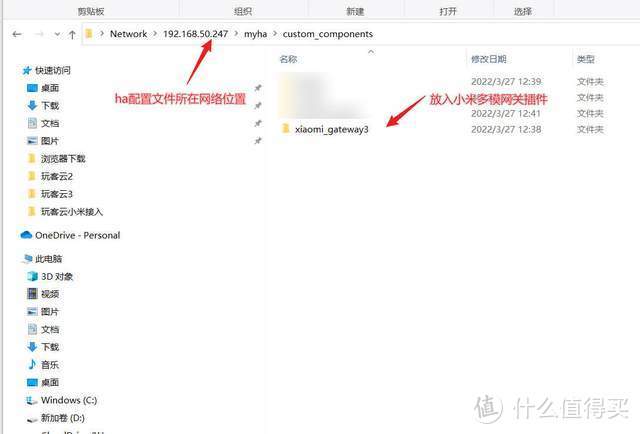 剪贴板 组织 新建 打开 选择
Network > 192.168.50.247 > myha > custom_components
名称 修改日期 类型
快速访问
桌面
下载
文档
图片
浏览器下载
玩客云2
玩客云3
玩客云小米接入
OneDrive - Personal
此电脑
3D 对象
视频
图片
文档
下载
音乐
桌面
Windows (C:)
新加卷 (D:)
ha配置文件所在网络位置
放入小米多模网关插件
2022/3/27 12:39 文件夹
文件夹
2022/3/27 12:41 文件夹
xiaomi_gateway3 2022/3/27 12:38 文件夹
值 什么值得买